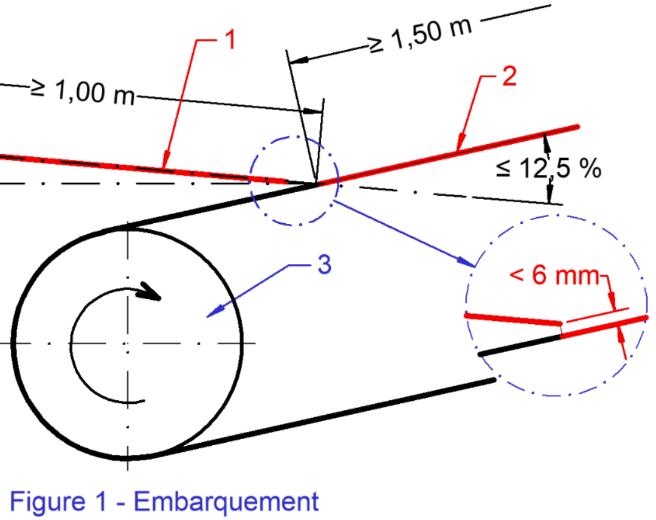 1
≥ 1,50 m
≥ 1,00 m
2
≤ 12,5 %
3
< 6 mm
Figure 1 - Embarquement